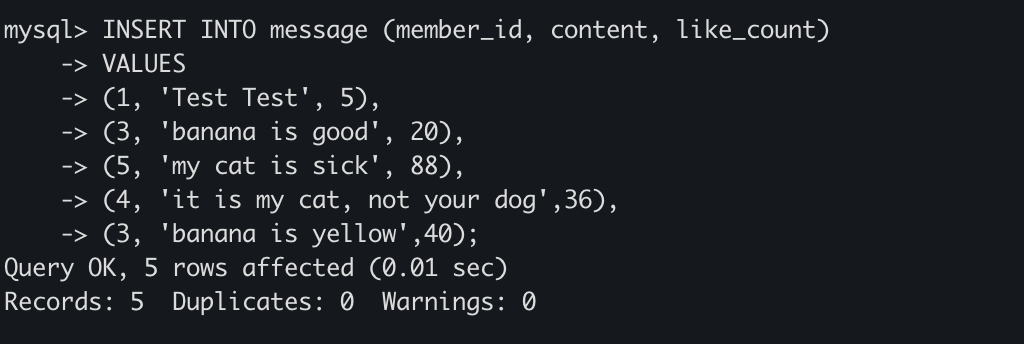 mysql> INSERT INTO message (member_id, content, like_count)
    -> VALUES
    -> (1, 'Test Test', 5),
    -> (3, 'banana is good', 20),
    -> (5, 'my cat is sick', 88),
    -> (4, 'it is my cat, not your dog',36),
    -> (3, 'banana is yellow',40);
Query OK, 5 rows affected (0.01 sec)
Records: 5  Duplicates: 0  Warnings: 0